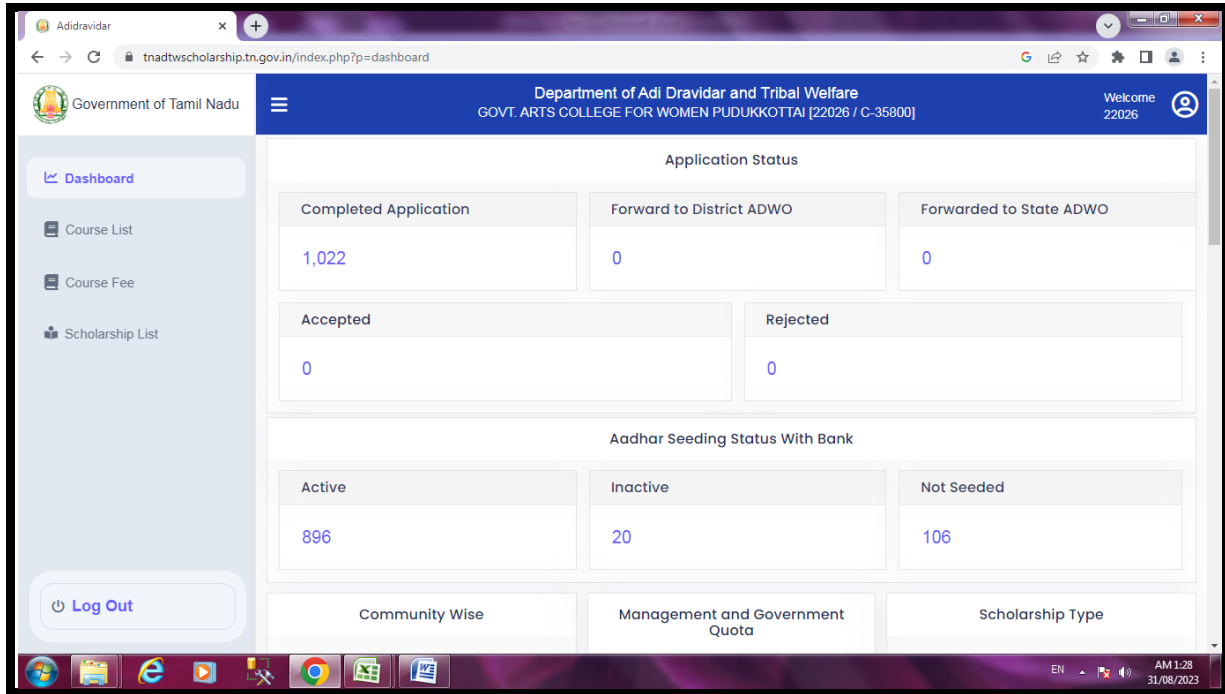 Adidravidar
tnadtwscholarship.tn.gov.in/index.php?p=dashboard
Government of Tamil Nadu
Department of Adi Dravidar and Tribal Welfare
GOVT. ARTS COLLEGE FOR WOMEN PUDUKKOTTAI [22026 / C-35800]
Welcome
22026
Dashboard
Course List
Course Fee
Scholarship List
Log Out
Application Status
Completed Application
1,022
Forward to District ADWO
0
Forwarded to State ADWO
0
Accepted
0
Rejected
0
Aadhar Seeding Status With Bank
Active
896
Inactive
20
Not Seeded
106
Community Wise
Management and Government
Quota
Scholarship Type
EN
AM 1:28
31/08/2023